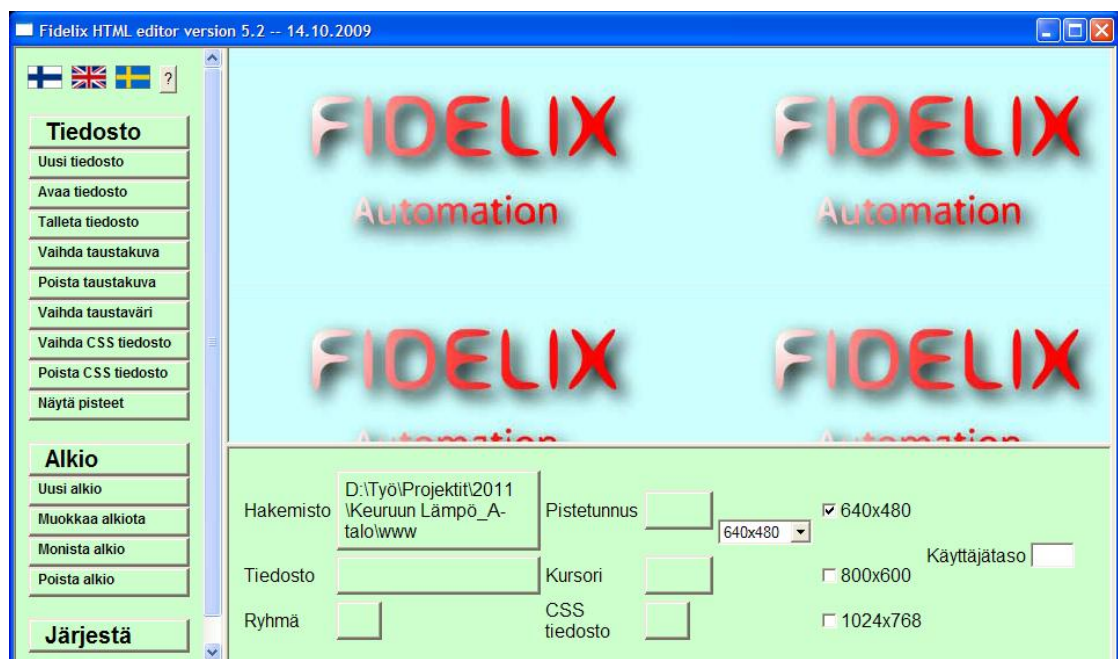 Fidelix HTML editor version 5.2 -- 14.10.2009
?
Tiedosto
Uusi tiedosto
Avaa tiedosto
Talleta tiedosto
Vaihda taustakuva
Poista taustakuva
Vaihda taustaväri
Vaihda CSS tiedosto
Poista CSS tiedosto
Näytä pisteet
Alkio
Uusi alkio
Muokkaa alkiota
Monista alkio
Poista alkio
Järjestä
FIDELIX FIDELIX
Automation Automation
FIDELIX FIDELIX
Automation Automation
Hakemisto
D:\Työ\Projektit\2011
\Keuruun Lämpö_A-
talo\www
Pistetunnus
640x480
640x480
Käyttäjätaso
Tiedosto
Kursori
800x600
Ryhmä
CSS
tiedosto
1024x768